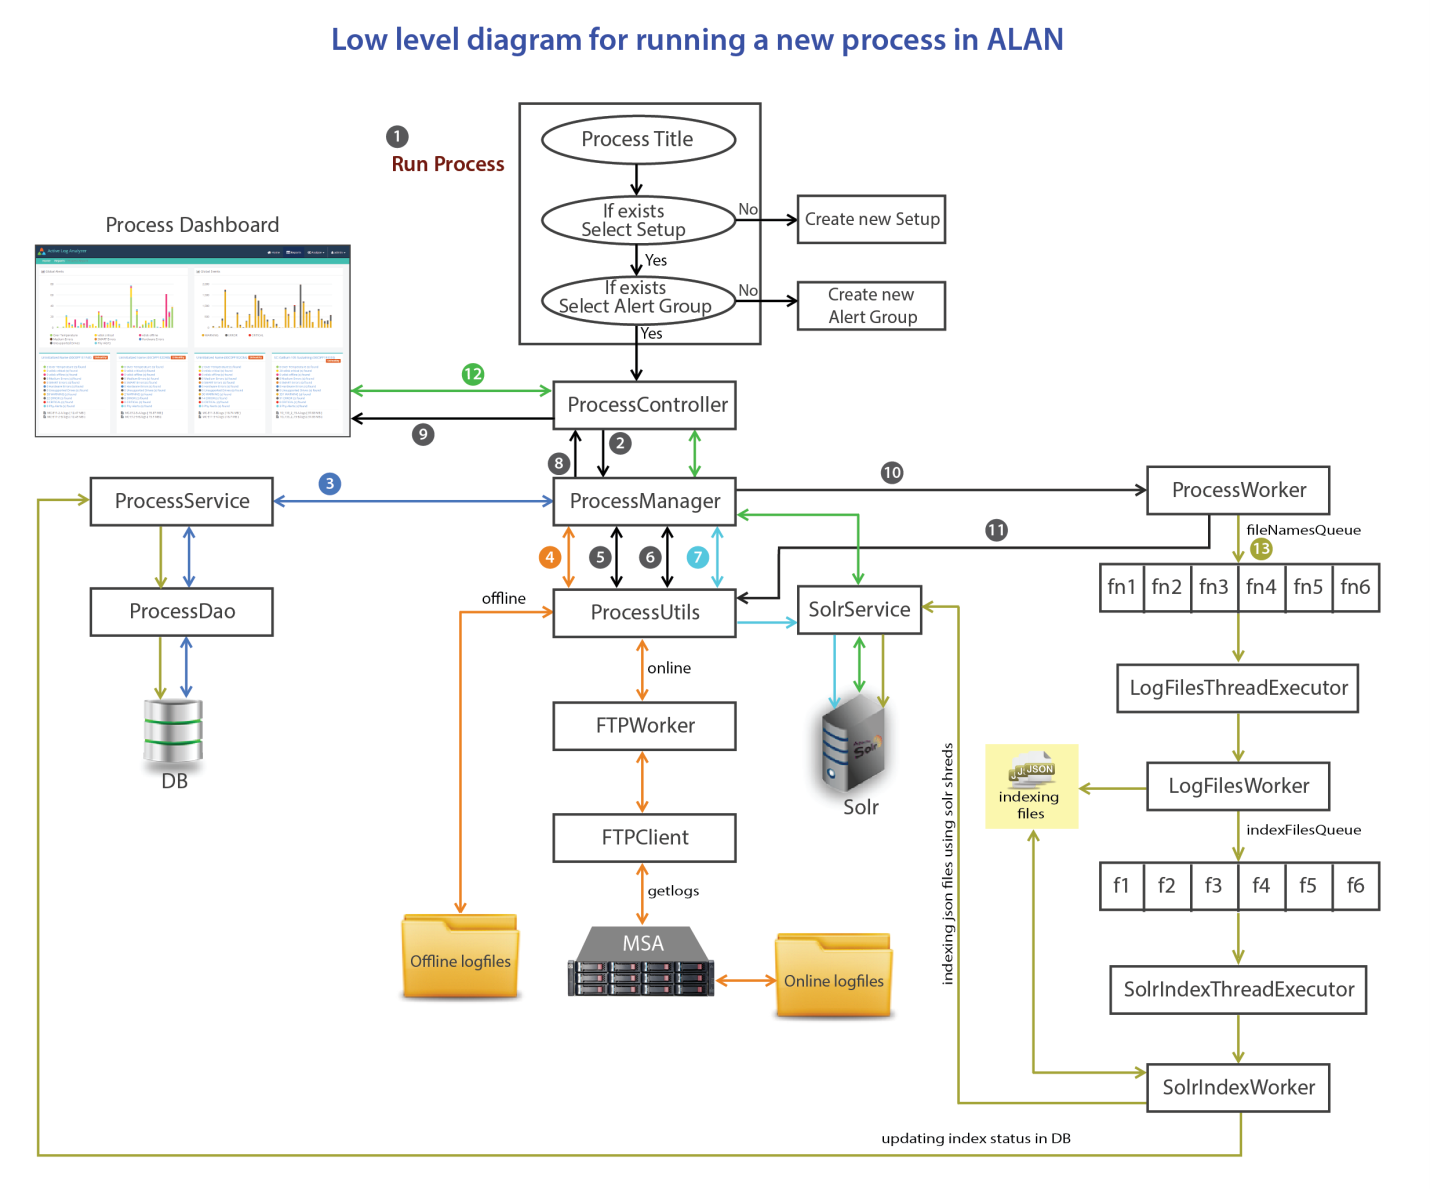 Low level diagram for running a new process in ALAN
1
Run Process
Process Title
If exists
Select Setup
No
Create new Setup
Yes
If exists
Select Alert Group
No
Create new
Alert Group
Yes
Process Dashboard
12
9
ProcessController
8
2
10
ProcessService
3
ProcessManager
ProcessWorker
fileNamesQueue
13
11
4
5
6
7
fn1
fn2
fn3
fn4
fn5
fn6
offline
ProcessDao
ProcessUtils
SolrService
online
LogFilesThreadExecutor
FTPWorker
Solr
DB
Solr
indexing json files using solr shreds
J
J
JSON
indexing
files
LogFilesWorker
indexFilesQueue
FTPClient
getlogs
f1
f2
f3
f4
f5
f6
MSA
Offline logfiles
Online logfiles
SolrIndexThreadExecutor
SolrIndexWorker
updating index status in DB